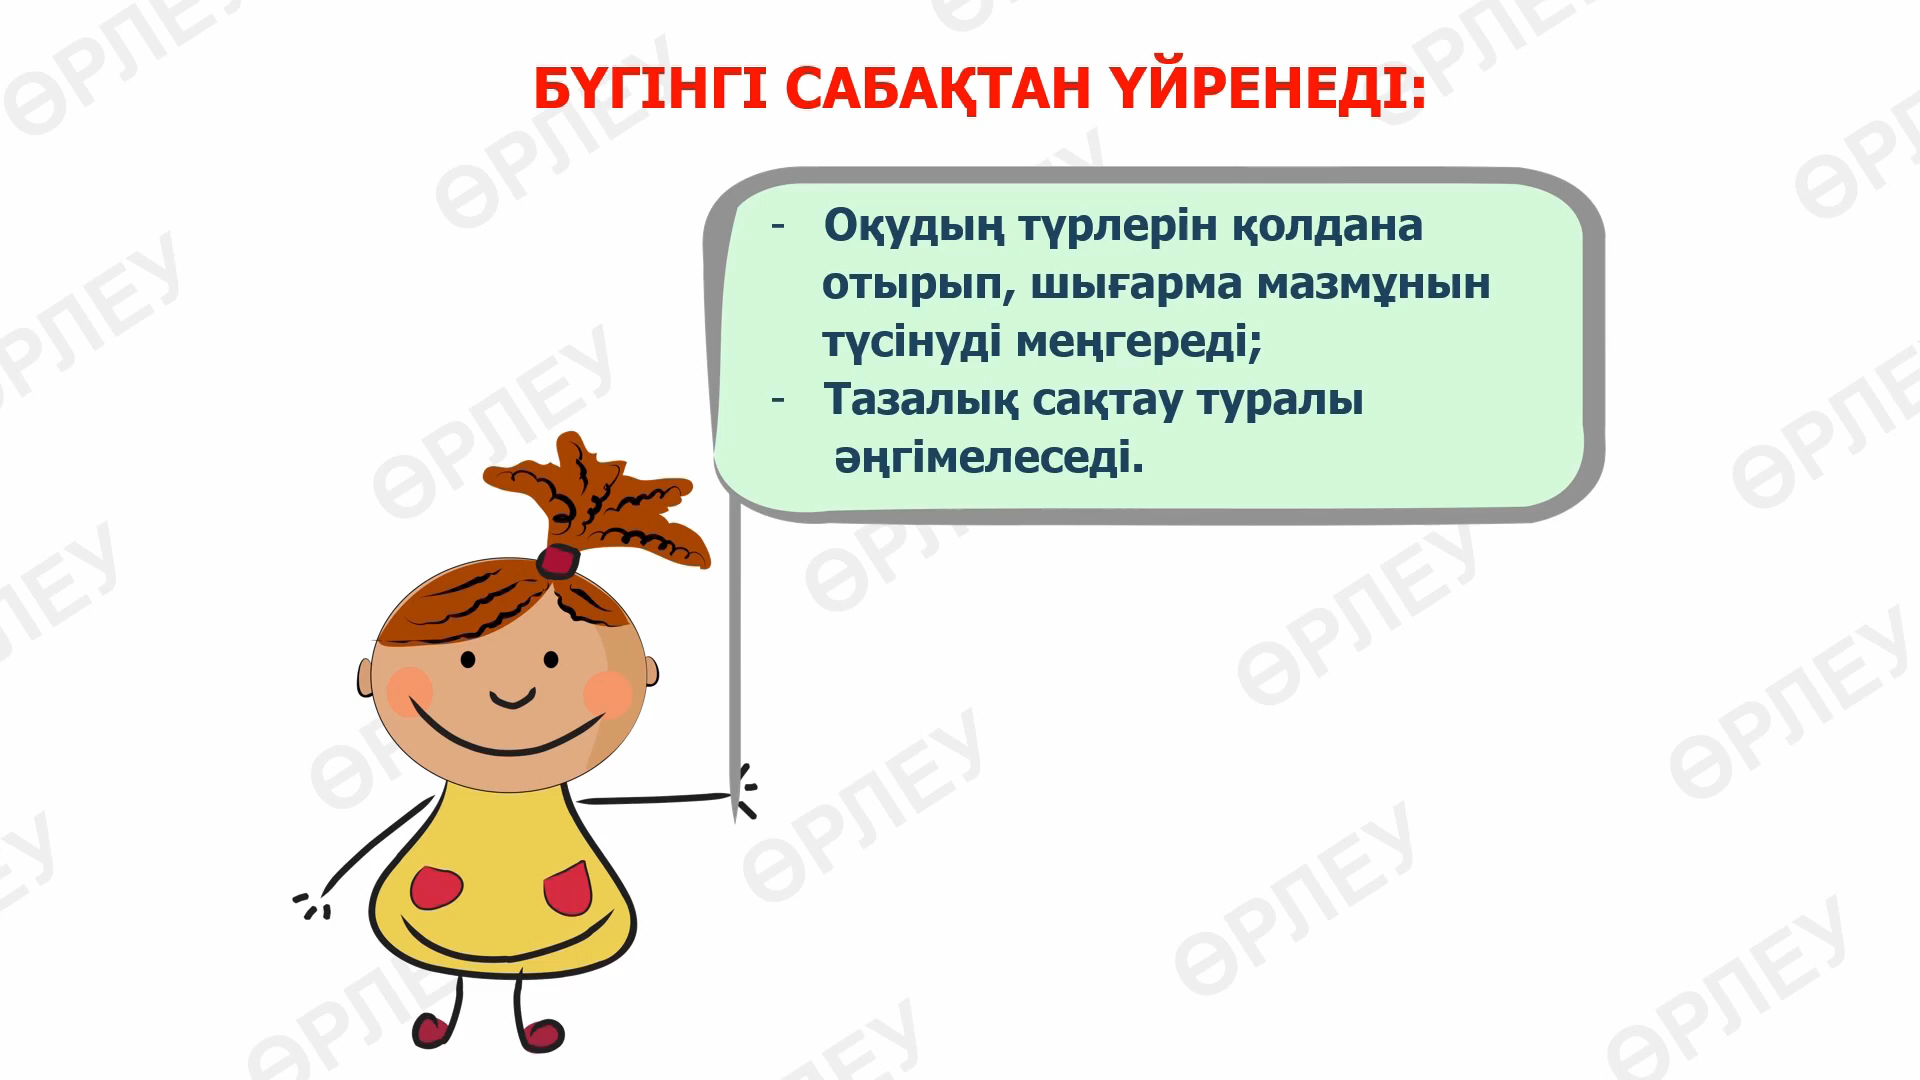 БҮГІНГІ САБАҚТАН ҮЙРЕНЕДІ:
- Оқудың түрлерін қолдана
отырып, шығарма мазмұнын
түсінуді меңгереді;
- Тазалық сақтау туралы
әңгімелеседі.
ӨРЛЕУ